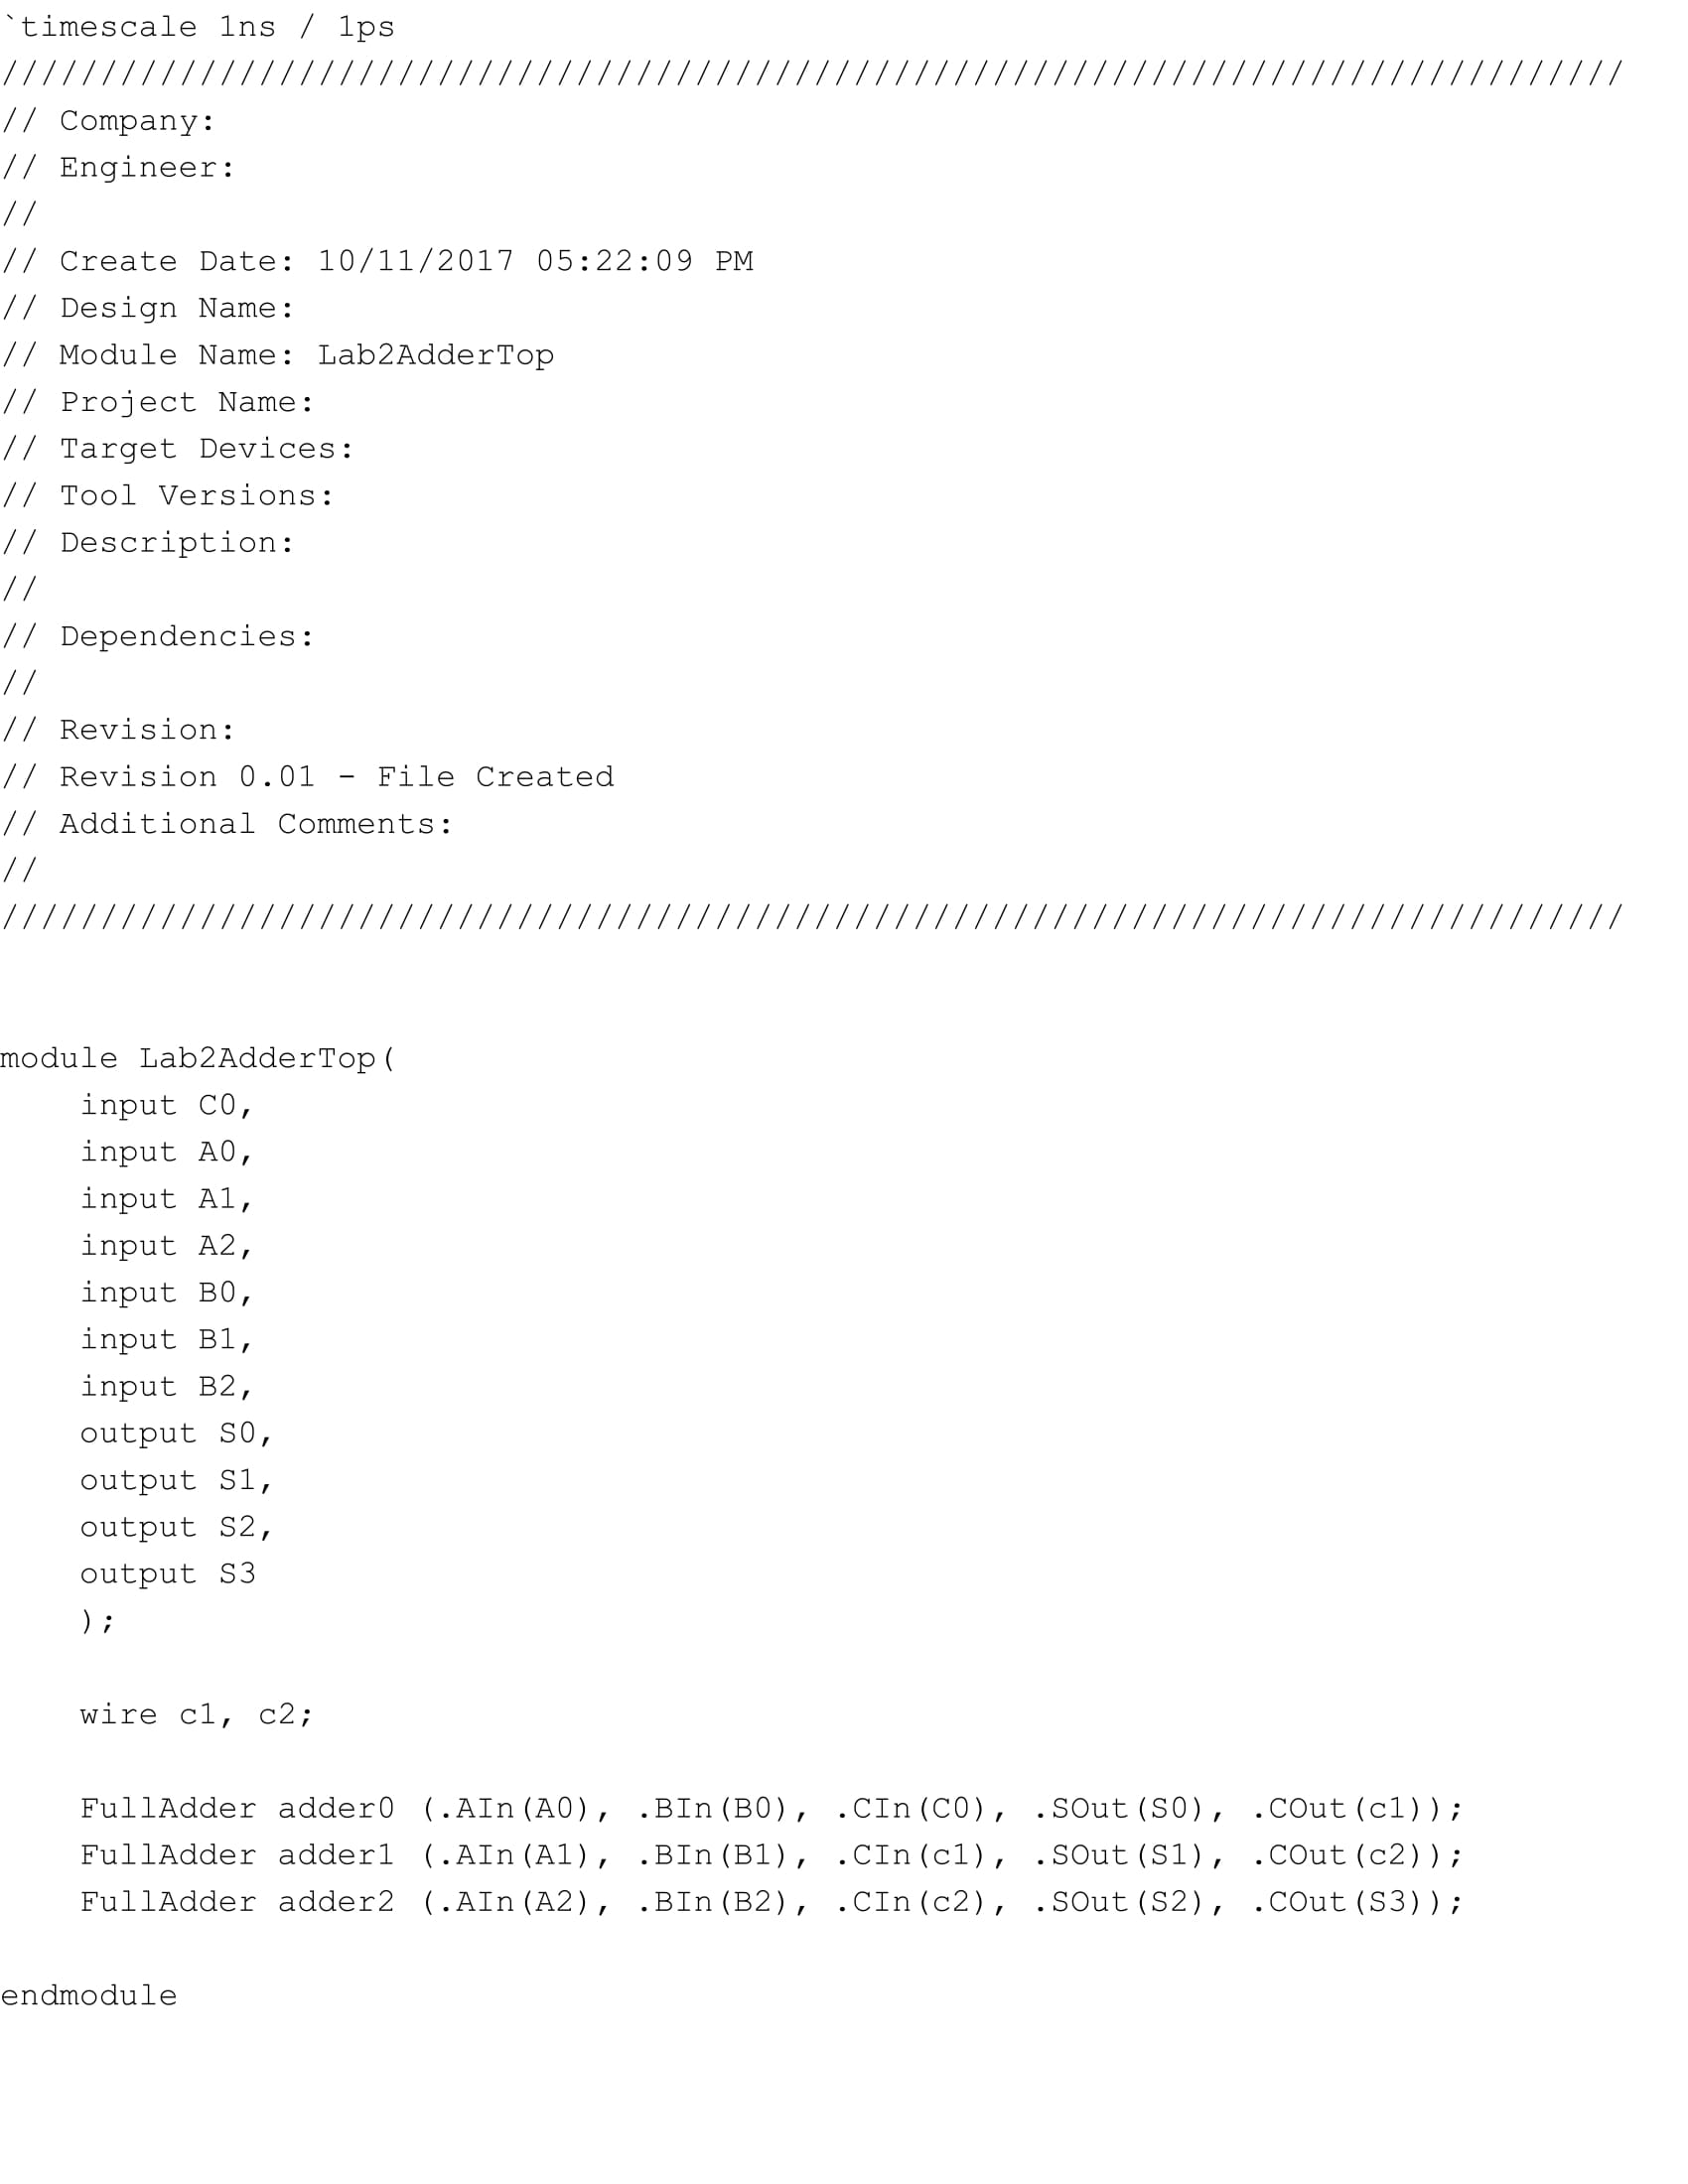 `timescale 1ns / 1ps
//////////////////////////////////////////////////////////////////////////////////
// Company:
// Engineer:
//
// Create Date: 10/11/2017 05:22:09 PM
// Design Name:
// Module Name: Lab2AdderTop
// Project Name:
// Target Devices:
// Tool Versions:
// Description:
//
// Dependencies:
//
// Revision:
// Revision 0.01 - File Created
// Additional Comments:
//
//////////////////////////////////////////////////////////////////////////////////
module Lab2AdderTop(
    input C0,
    input A0,
    input A1,
    input A2,
    input B0,
    input B1,
    input B2,
    output S0,
    output S1,
    output S2,
    output S3
    );
    wire c1, c2;
    FullAdder adder0 (.AIn(A0), .BIn(B0), .CIn(C0), .SOut(S0), .COut(c1));
    FullAdder adder1 (.AIn(A1), .BIn(B1), .CIn(c1), .SOut(S1), .COut(c2));
    FullAdder adder2 (.AIn(A2), .BIn(B2), .CIn(c2), .SOut(S2), .COut(S3));
endmodule